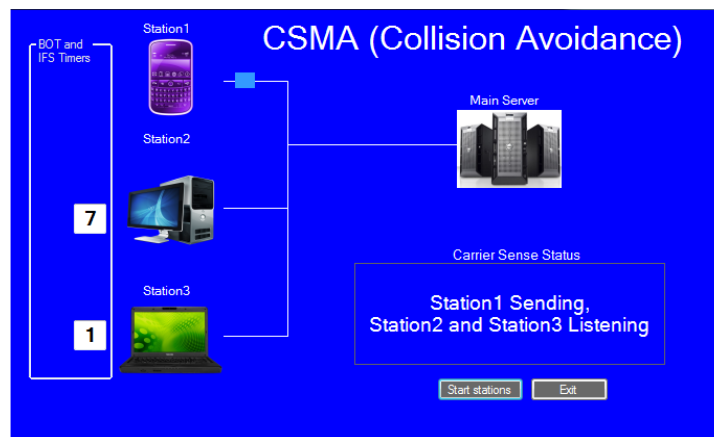 CSMA (Collision Avoidance)
BOT and
IFS Timers
Station1
Main Server
Station2
7
Carrier Sense Status
Station3
Station1 Sending,
Station2 and Station3 Listening
1
Start stations
Exit